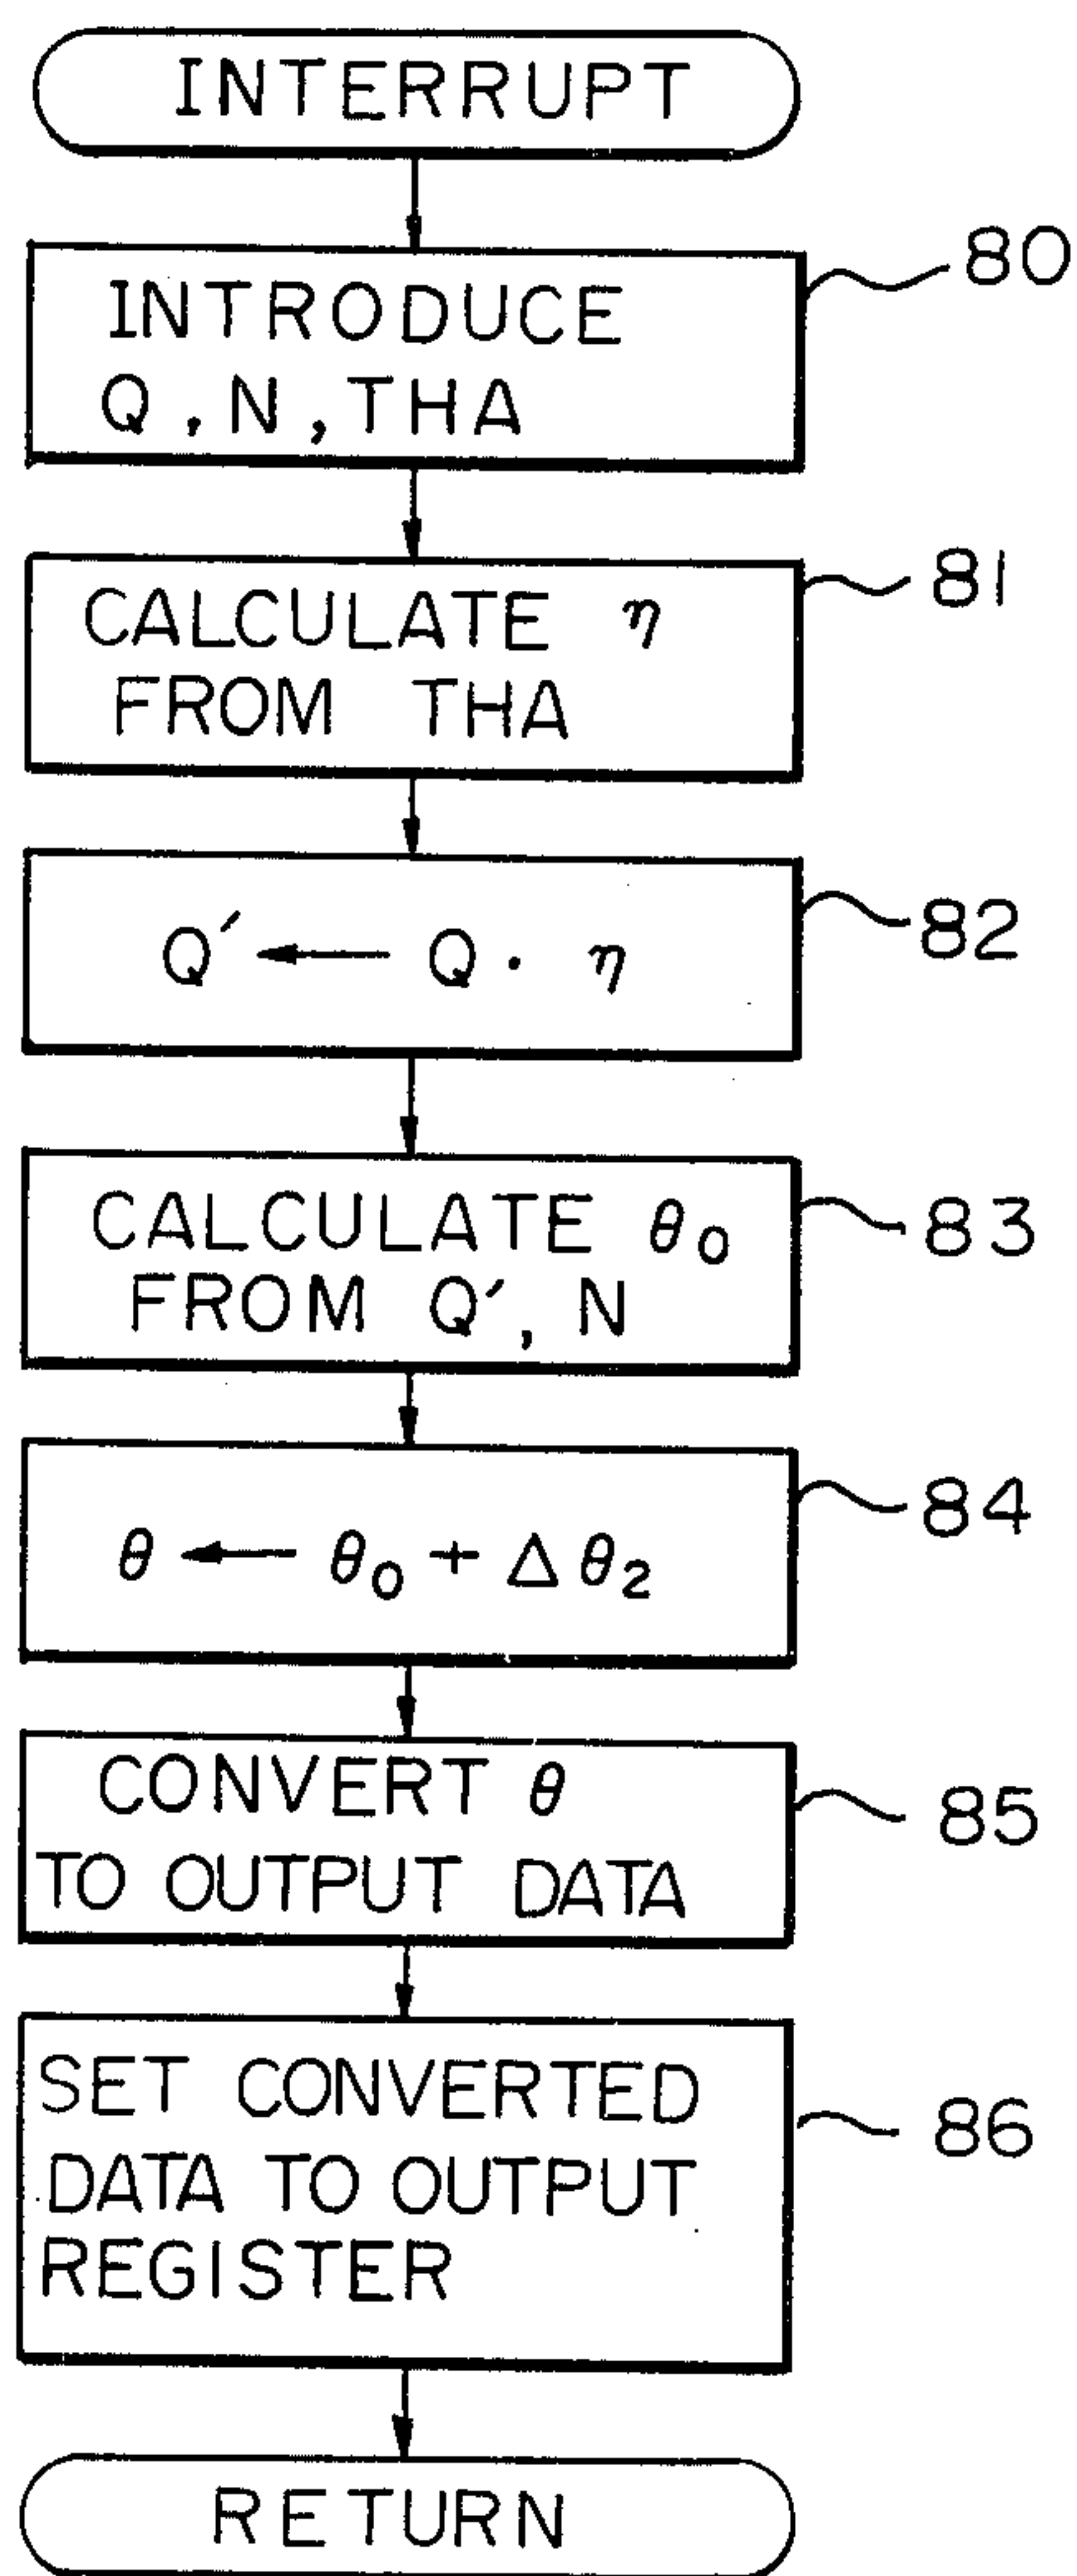 INTERRUPT
80
INTRODUCE
Q, N, THA
81
CALCULATE η
FROM THA
82
Q′ ← Q · η
83
CALCULATE θ₀
FROM Q′, N
84
θ ← θ₀ + Δθ₂
85
CONVERT θ
TO OUTPUT DATA
86
SET CONVERTED
DATA TO OUTPUT
REGISTER
RETURN